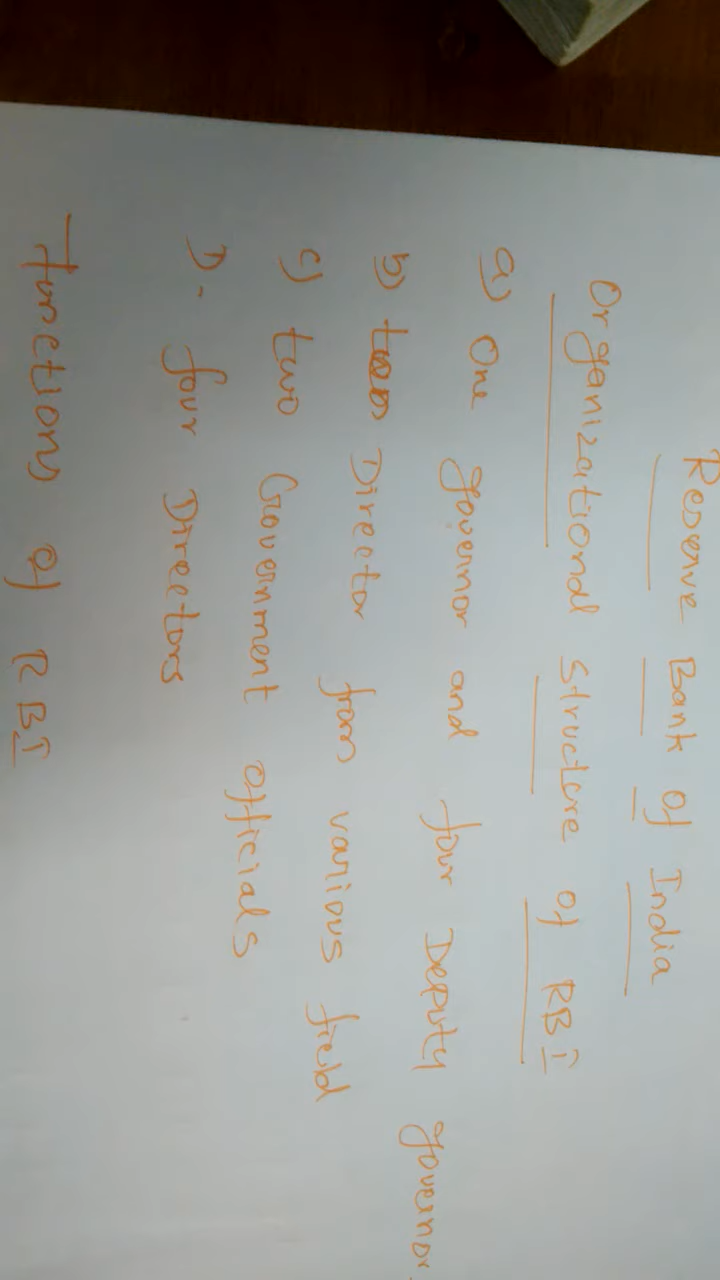 Reserve Bank of India
Organizational structure of RBI
a) One governor and four Deputy governor
b) Director from various field
c) two Government officials
D. four Directors
functions of RBI